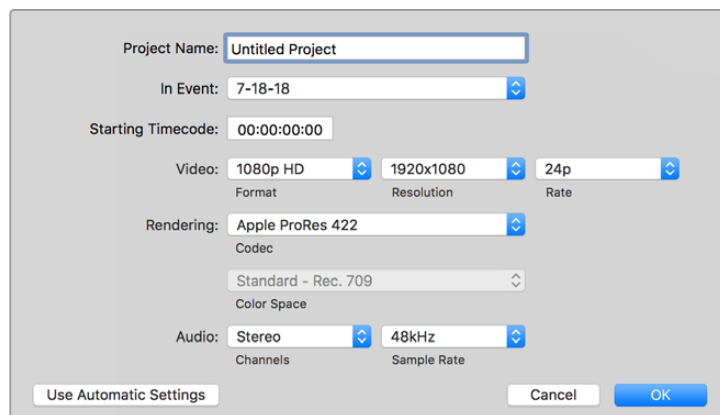 Project Name: Untitled Project
In Event: 7-18-18
Starting Timecode: 00:00:00:00
Video: 1080p HD 1920x1080 24p
Format Resolution Rate
Rendering: Apple ProRes 422
Codec
Standard - Rec. 709
Color Space
Audio: Stereo 48kHz
Channels Sample Rate
Use Automatic Settings Cancel OK